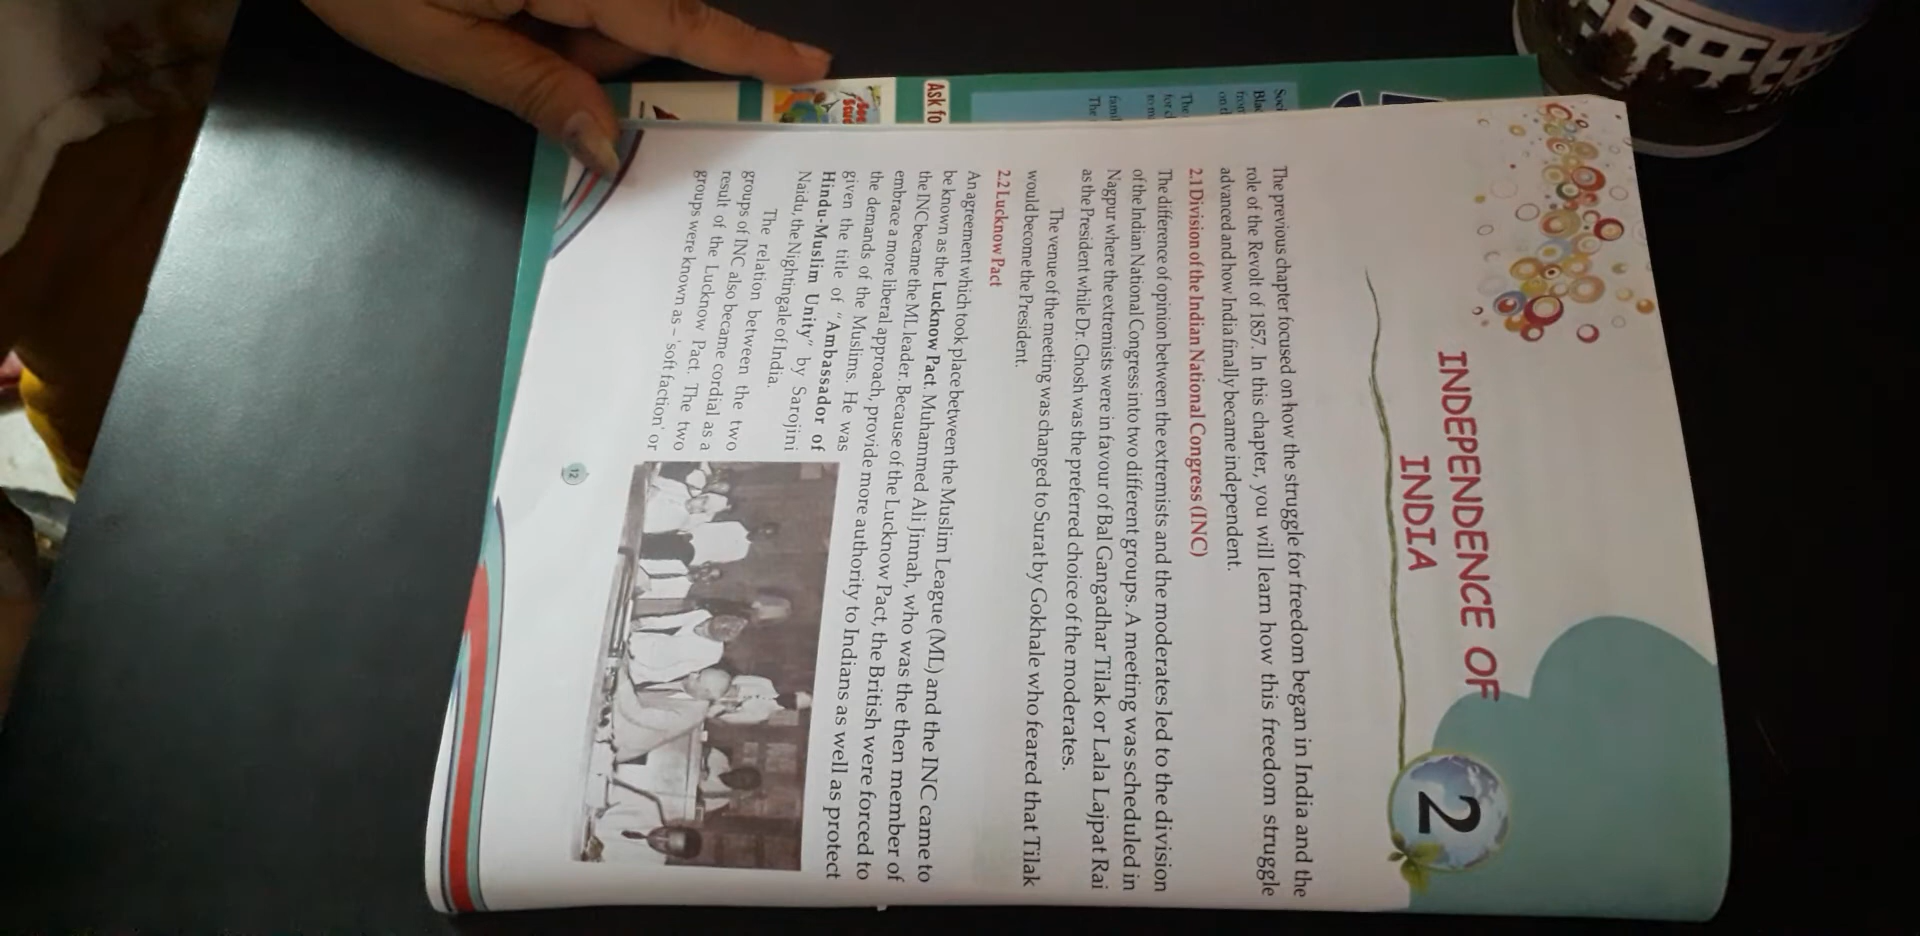 INDEPENDENCE OF
INDIA
2
The previous chapter focused on how the struggle for freedom began in India and the
role of the Revolt of 1857. In this chapter, you will learn how this freedom struggle
advanced and how India finally became independent.
2.1 Division of the Indian National Congress (INC)
The difference of opinion between the extremists and the moderates led to the division
of the Indian National Congress into two different groups. A meeting was scheduled in
Nagpur where the extremists were in favour of Bal Gangadhar Tilak or Lala Lajpat Rai
as the President while Dr. Ghosh was the preferred choice of the moderates.
The venue of the meeting was changed to Surat by Gokhale who feared that Tilak
would become the President.
2.2 Lucknow Pact
An agreement which took place between the Muslim League (ML) and the INC came to
be known as the Lucknow Pact. Muhammed Ali Jinnah, who was the then member of
the INC became the ML leader. Because of the Lucknow Pact, the British were forced to
embrace a more liberal approach, provide more authority to Indians as well as protect
the demands of the Muslims. He was
given the title of "Ambassador of
Hindu-Muslim Unity" by Sarojini
Naidu, the Nightingale of India.
The relation between the two
groups of INC also became cordial as a
result of the Lucknow Pact. The two
groups were known as – 'soft faction' or
12
Ask fo
Soci
The
The